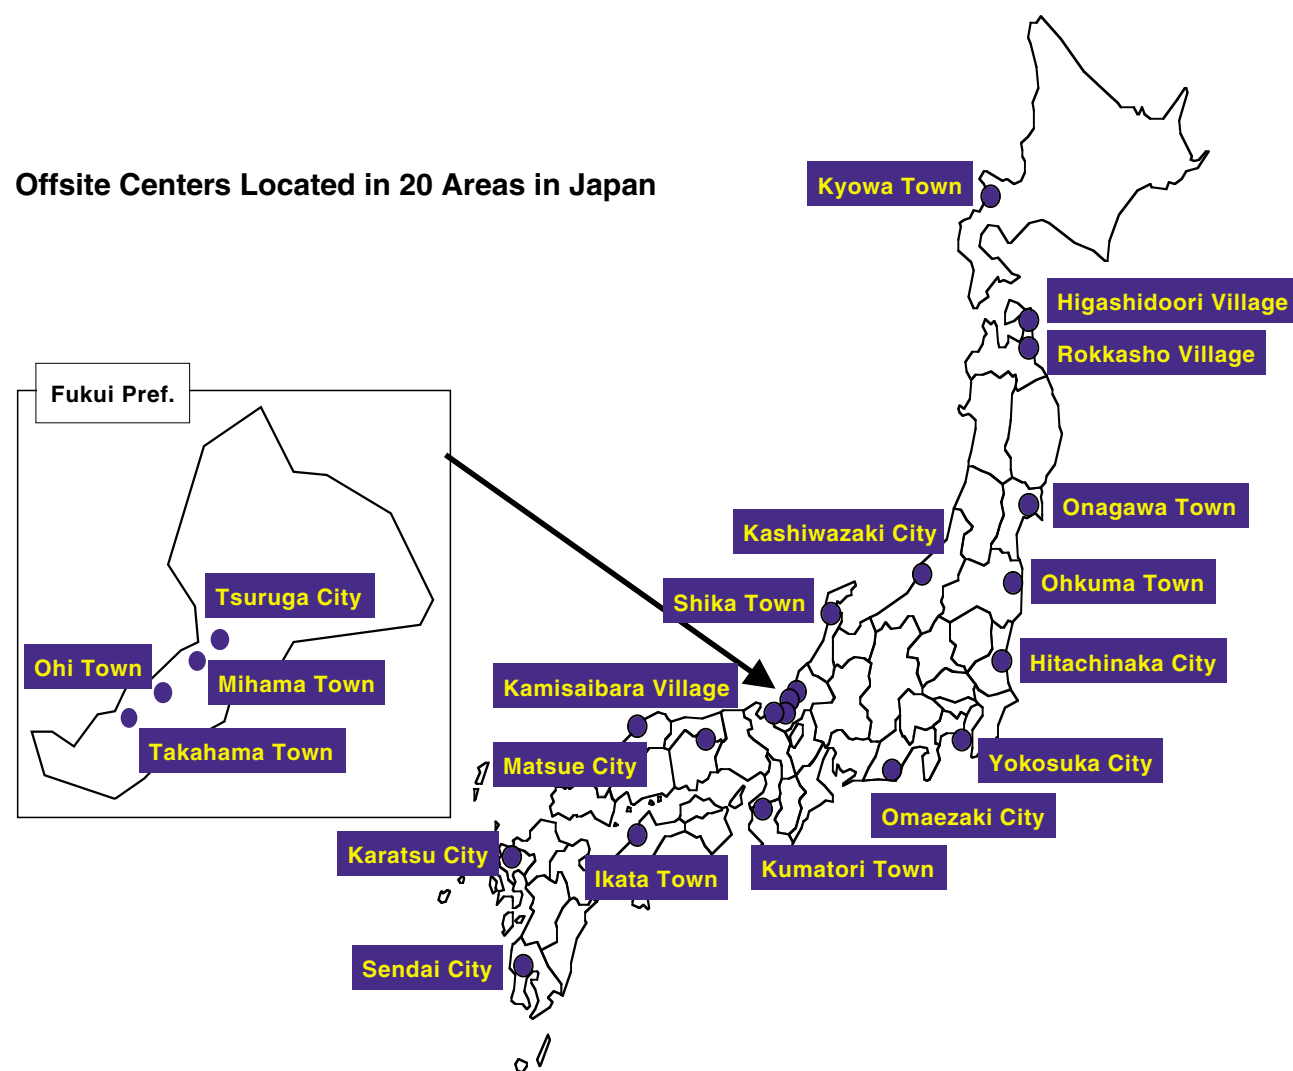 Offsite Centers Located in 20 Areas in Japan
Kyowa Town
Higashidoori Village
Rokkasho Village
Fukui Pref.
Onagawa Town
Kashiwazaki City
Ohkuma Town
Tsuruga City
Shika Town
Ohi Town
Hitachinaka City
Mihama Town
Kamisaibara Village
Takahama Town
Matsue City
Yokosuka City
Omaezaki City
Karatsu City
Ikata Town
Kumatori Town
Sendai City